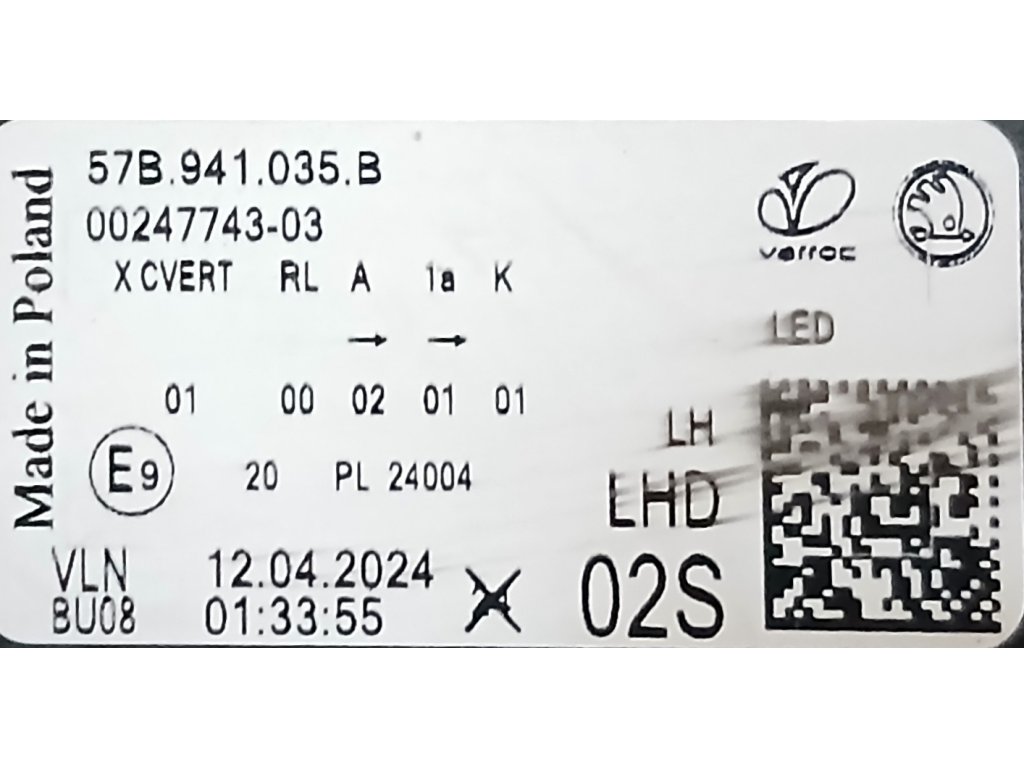 Made in Poland
57B.941.035.B
00247743-03
X CVERT RL A 1a K
→ →
01 00 02 01 01
E9 20 PL 24004
VLN 12.04.2024
BU08 01:33:55
varroc
LED
LH
LHD
02S